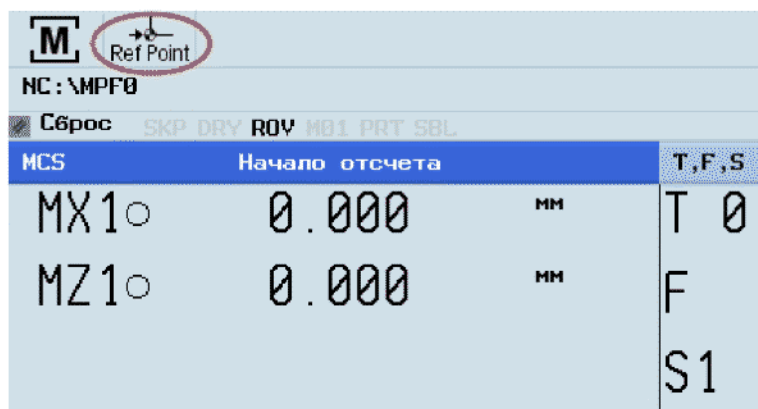 M
Ref Point
NC:\MPF0
Сброс SKP DRY ROV M01 PRT SBL
MCS Начало отсчета T,F,S
MX1 0.000 мм T 0
MZ1 0.000 мм F
S1